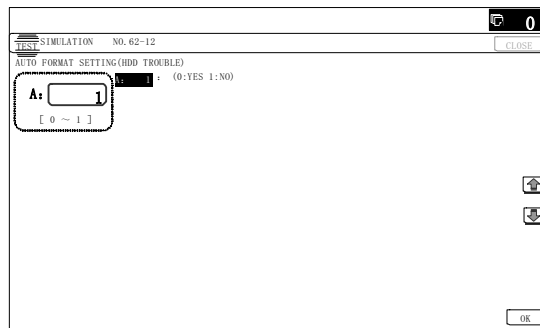 0
TEST SIMULATION NO. 62-12
CLOSE
AUTO FORMAT SETTING(HDD TROUBLE)
A: 1 : (0:YES 1:NO)
A: 1
[ 0 ～ 1 ]
OK